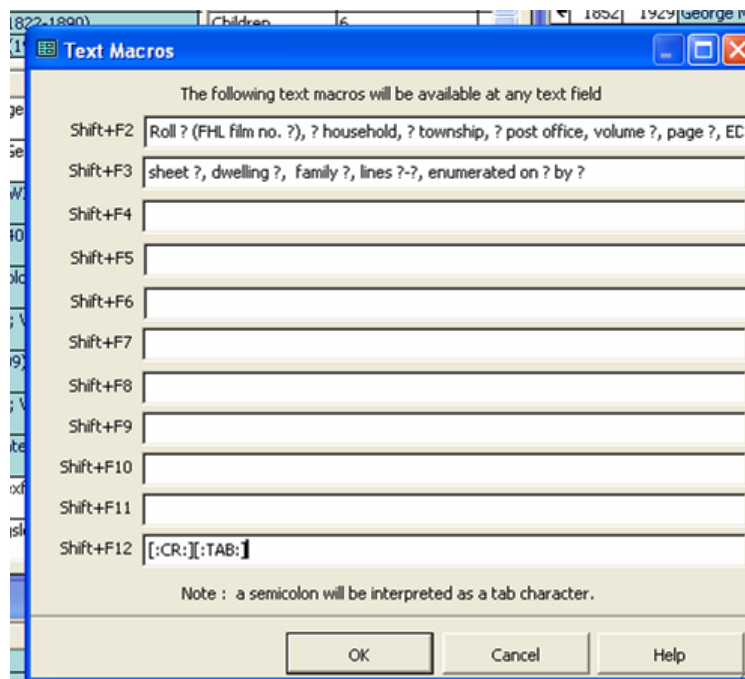 1822-1890)
Children 6
1852 1929 George
Text Macros
The following text macros will be available at any text field
Shift+F2 Roll ? (FHL film no. ?), ? household, ? township, ? post office, volume ?, page ?, ED
Shift+F3 sheet ?, dwelling ?,  family ?, lines ?-?, enumerated on ? by ?
Shift+F4
Shift+F5
Shift+F6
Shift+F7
Shift+F8
Shift+F9
Shift+F10
Shift+F11
Shift+F12 [:CR:][:TAB:]
Note :  a semicolon will be interpreted as a tab character.
OK Cancel Help